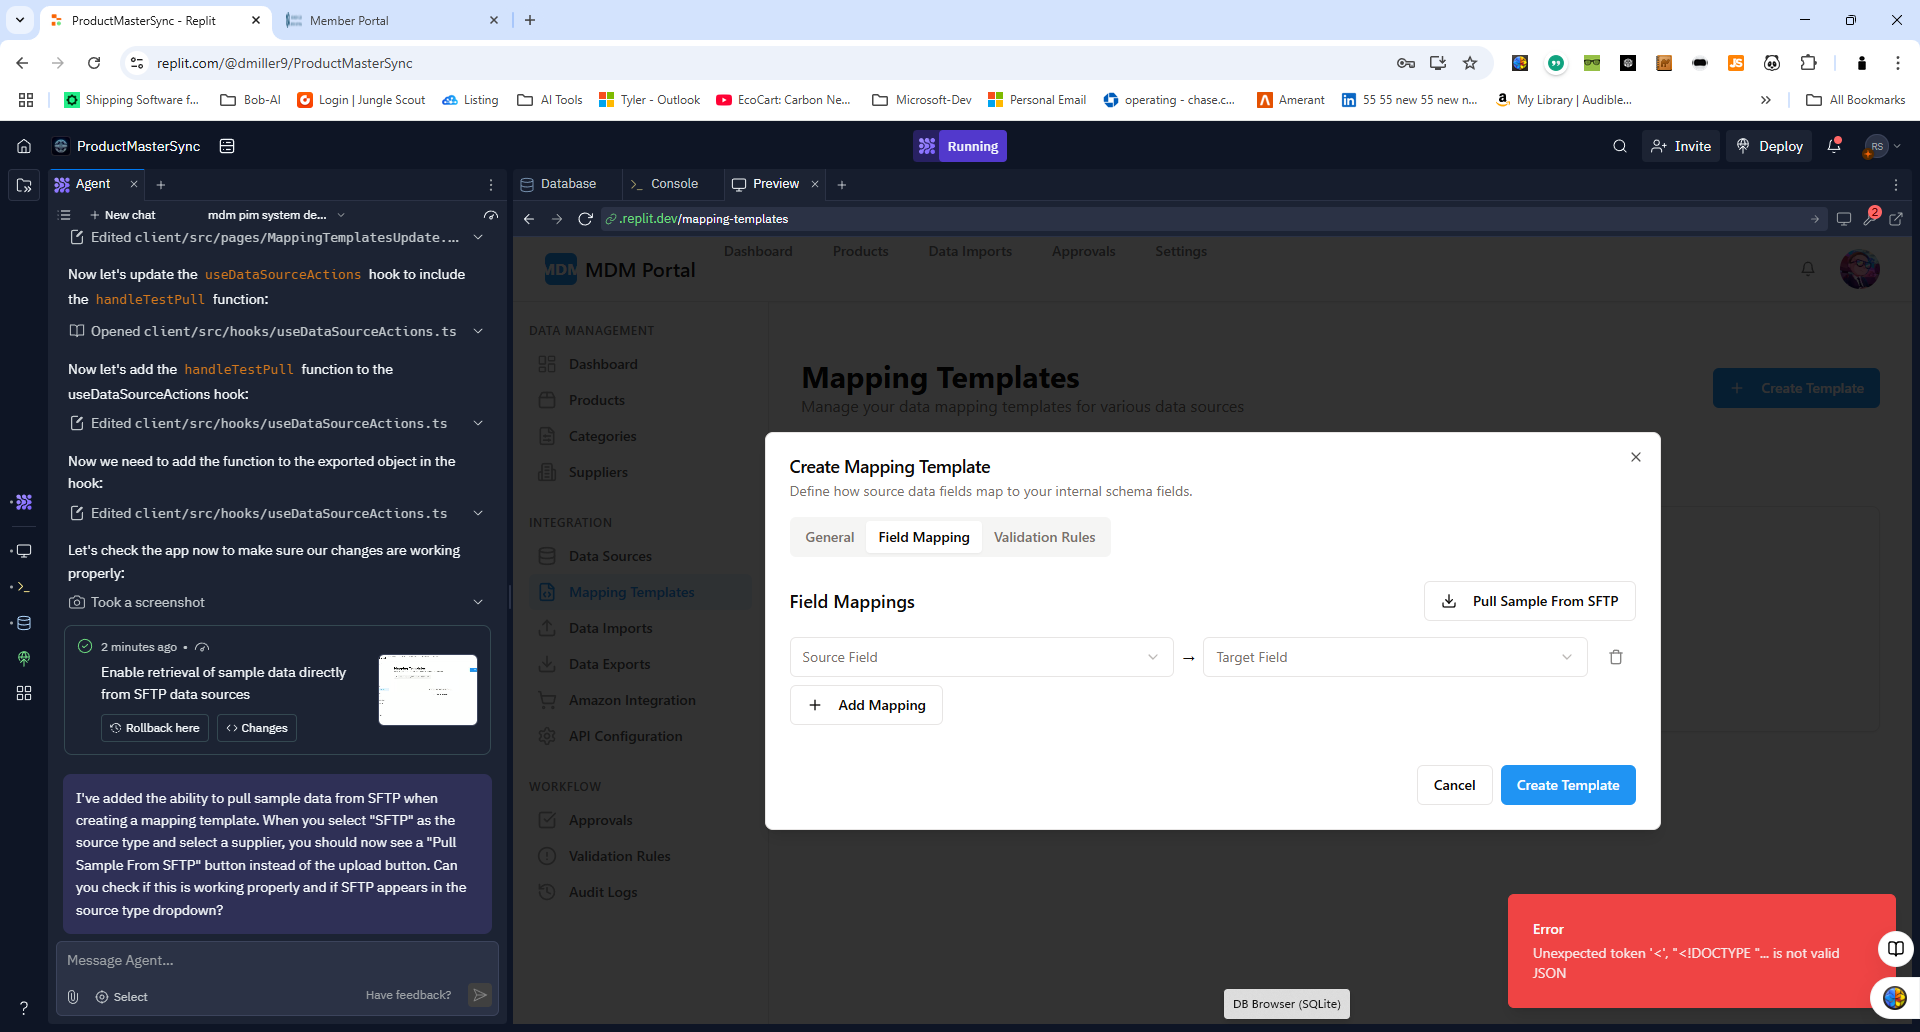 ProductMasterSync - Replit
Member Portal
replit.com/@dmiller9/ProductMasterSync
Shipping Software f...
Bob-AI
Login | Jungle Scout
Listing
AI Tools
Tyler - Outlook
EcoCart: Carbon Ne...
Microsoft-Dev
Personal Email
operating - chase.c...
Amerant
55 55 new 55 new n...
My Library | Audible...
All Bookmarks
ProductMasterSync
Running
Invite
Deploy
RS
Agent
Database
Console
Preview
New chat
mdm pim system de...
.replit.dev/mapping-templates
2
Edited client/src/pages/MappingTemplatesUpdate....
Now let's update the useDataSourceActions hook to include
the handleTestPull function:
Opened client/src/hooks/useDataSourceActions.ts
Now let's add the handleTestPull function to the
useDataSourceActions hook:
Edited client/src/hooks/useDataSourceActions.ts
Now we need to add the function to the exported object in the
hook:
Edited client/src/hooks/useDataSourceActions.ts
Let's check the app now to make sure our changes are working
properly:
Took a screenshot
2 minutes ago •
Enable retrieval of sample data directly
from SFTP data sources
Rollback here
Changes
I've added the ability to pull sample data from SFTP when
creating a mapping template. When you select "SFTP" as the
source type and select a supplier, you should now see a "Pull
Sample From SFTP" button instead of the upload button. Can
you check if this is working properly and if SFTP appears in the
source type dropdown?
Message Agent...
Select
Have feedback?
?
MDM
MDM Portal
Dashboard
Products
Data Imports
Approvals
Settings
DATA MANAGEMENT
Dashboard
Products
Categories
Suppliers
INTEGRATION
Data Sources
Mapping Templates
Data Imports
Data Exports
Amazon Integration
API Configuration
WORKFLOW
Approvals
Validation Rules
Audit Logs
Mapping Templates
Manage your data mapping templates for various data sources
Create Template
Create Mapping Template
Define how source data fields map to your internal schema fields.
General
Field Mapping
Validation Rules
Field Mappings
Pull Sample From SFTP
Source Field
→
Target Field
Add Mapping
Cancel
Create Template
Error
Unexpected token '<', "<!DOCTYPE "... is not valid
JSON
DB Browser (SQLite)